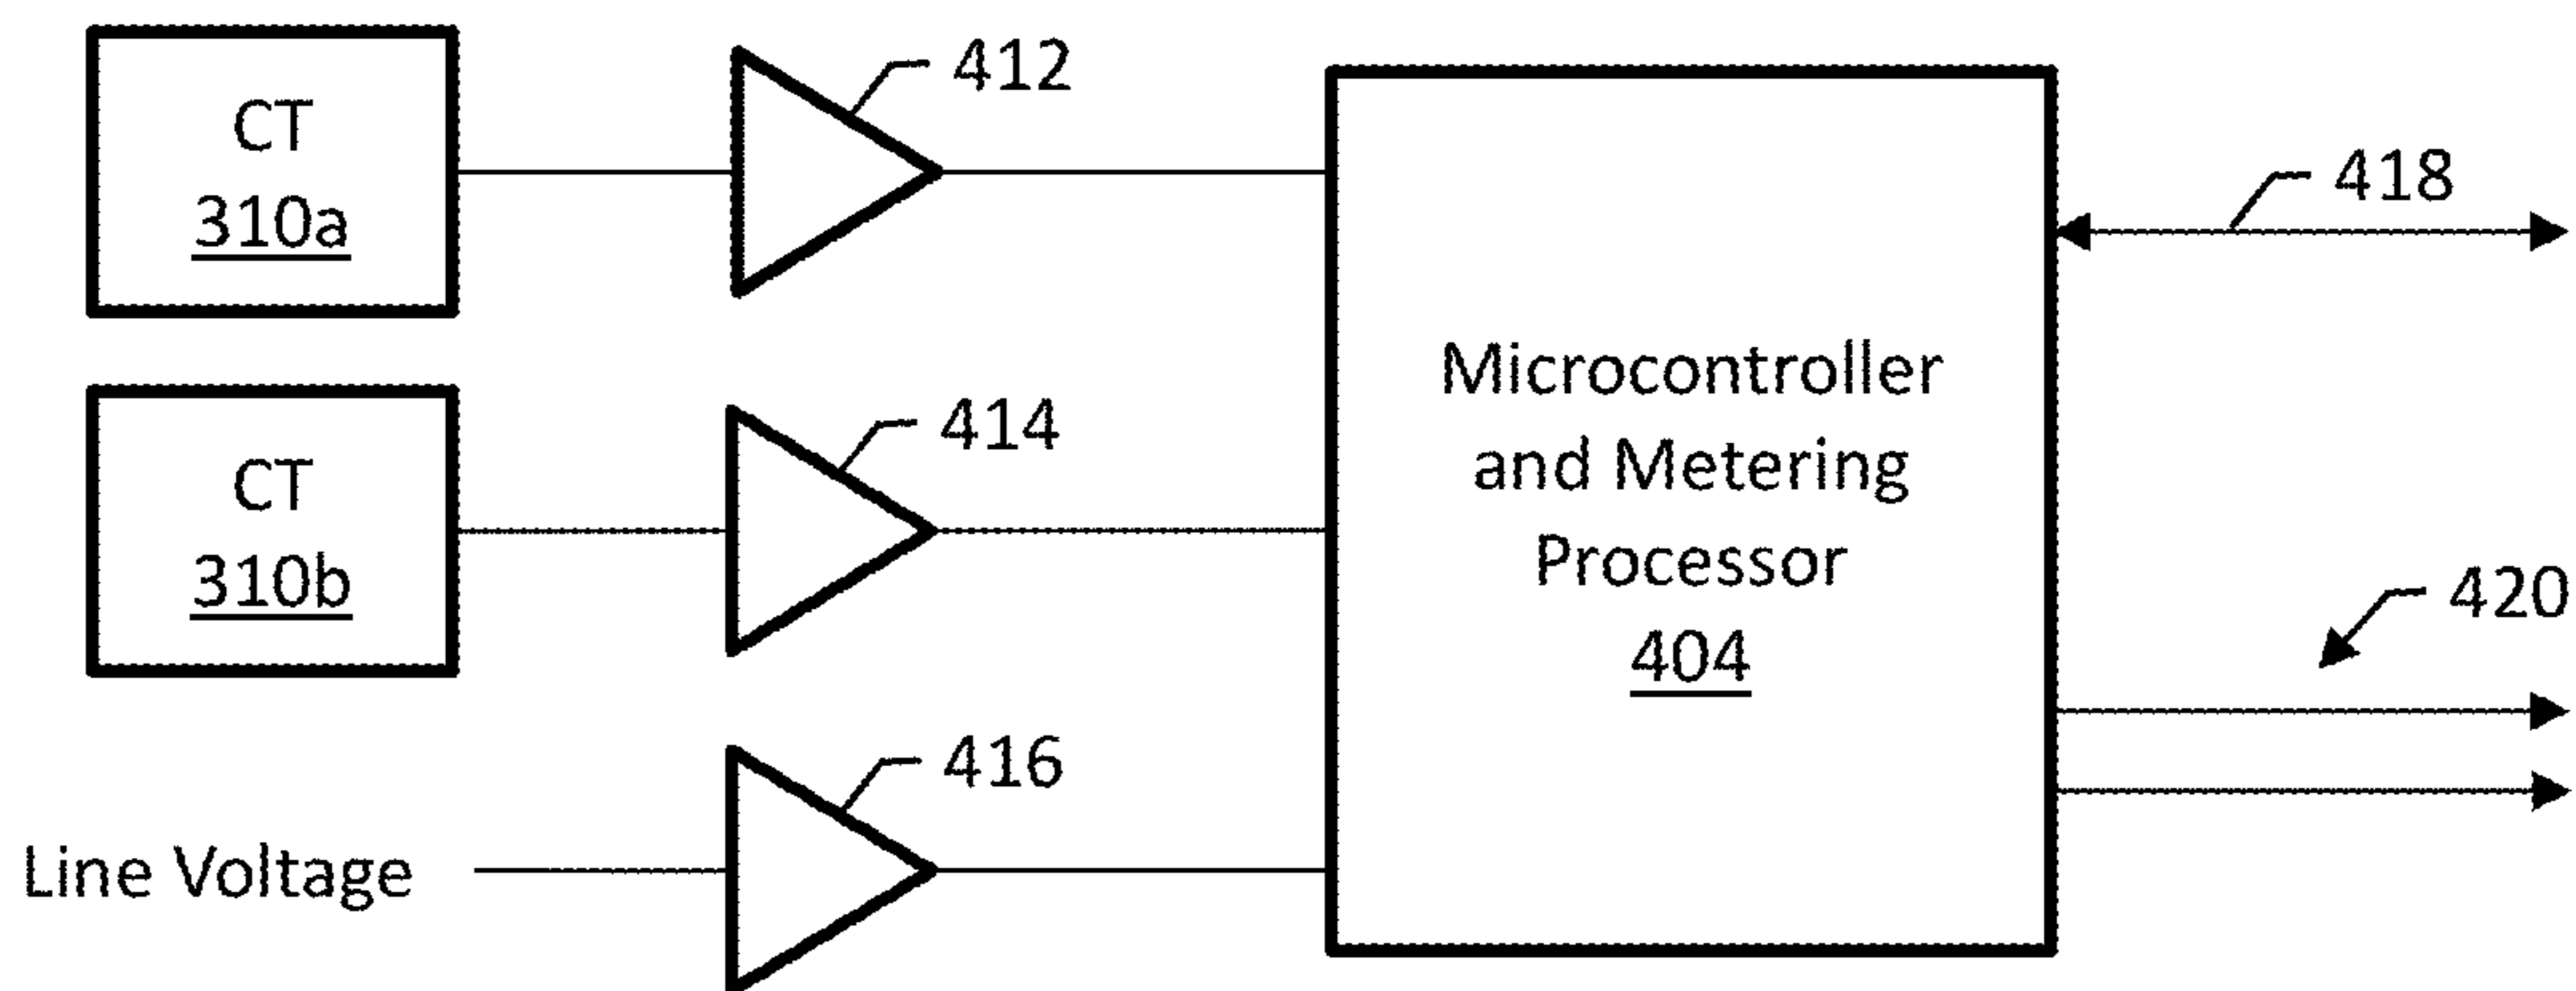 CT
310a
412
418
CT
310b
414
Microcontroller
and Metering
Processor
404
420
416
Line Voltage